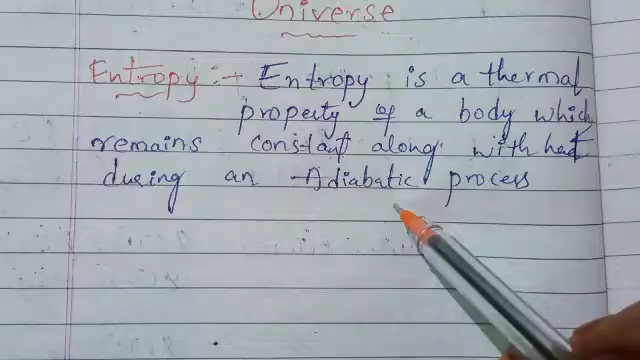 Universe
Entropy :→ Entropy is a thermal
property of a body which
remains constant along with heat
during an Adiabatic process